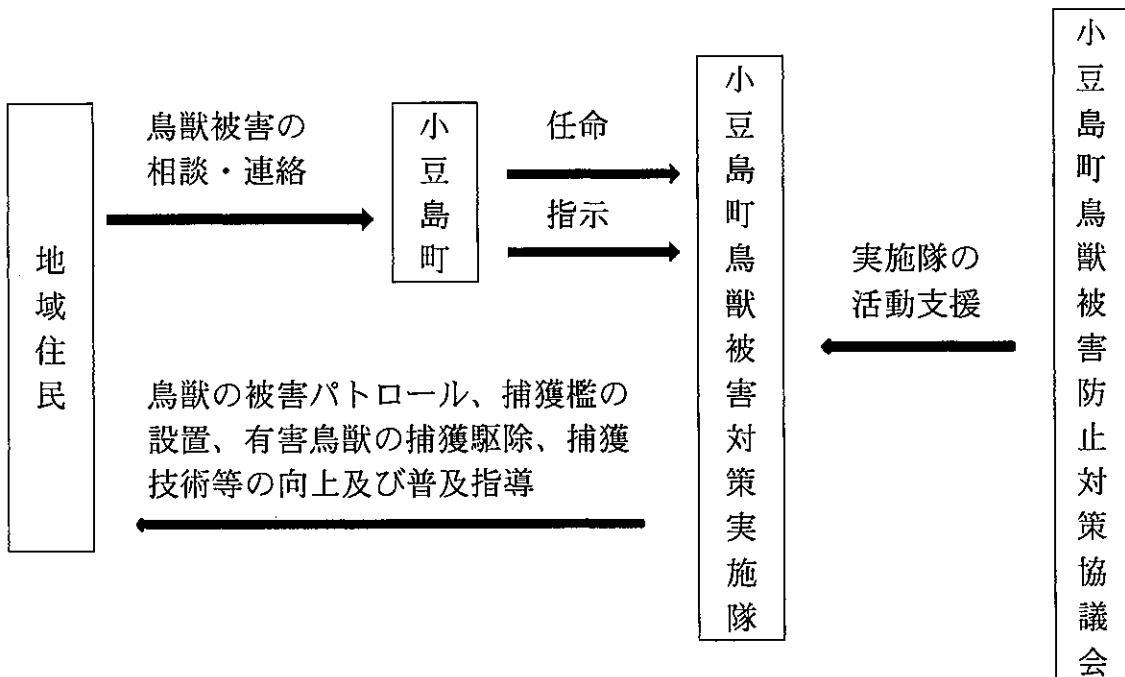 地域住民
鳥獣被害の
相談・連絡
小豆島町
任命
指示
小豆島町鳥獣被害対策実施隊
実施隊の
活動支援
小豆島町鳥獣被害防止対策協議会
鳥獣の被害パトロール、捕獲檻の
設置、有害鳥獣の捕獲駆除、捕獲
技術等の向上及び普及指導